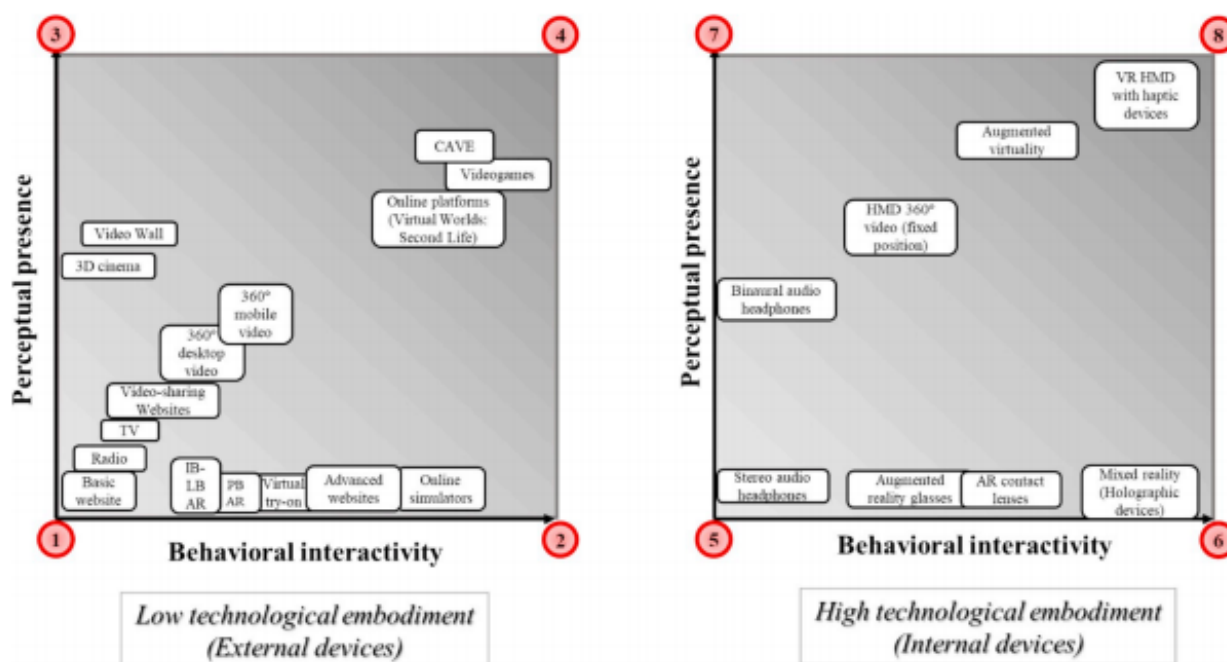 3
4
CAVE
Videogames
Online platforms
(Virtual Worlds:
Second Life)
Video Wall
3D cinema
360°
mobile
video
360°
desktop
video
Video-sharing
Websites
TV
Radio
Basic
website
IB-
LB
AR
PB
AR
Virtual
try-on
Advanced
websites
Online
simulators
Perceptual presence
1
2
Behavioral interactivity
Low technological embodiment
(External devices)
7
8
VR HMD
with haptic
devices
Augmented
virtuality
HMD 360°
video (fixed
position)
Binaural audio
headphones
Stereo audio
headphones
Augmented
reality glasses
AR contact
lenses
Mixed reality
(Holographic
devices)
Perceptual presence
5
6
Behavioral interactivity
High technological embodiment
(Internal devices)